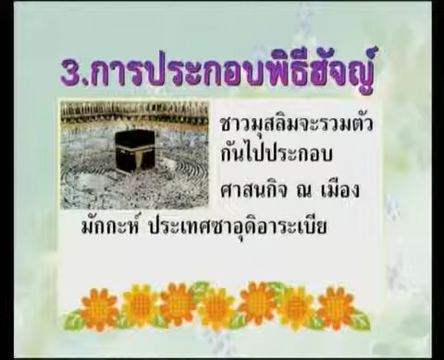 3.การประกอบพิธีฮัจญ์
ชาวมุสลิมจะรวมตัว
กันไปประกอบ
ศาสนกิจ ณ เมือง
มักกะห์ ประเทศซาอุดิอาระเบีย